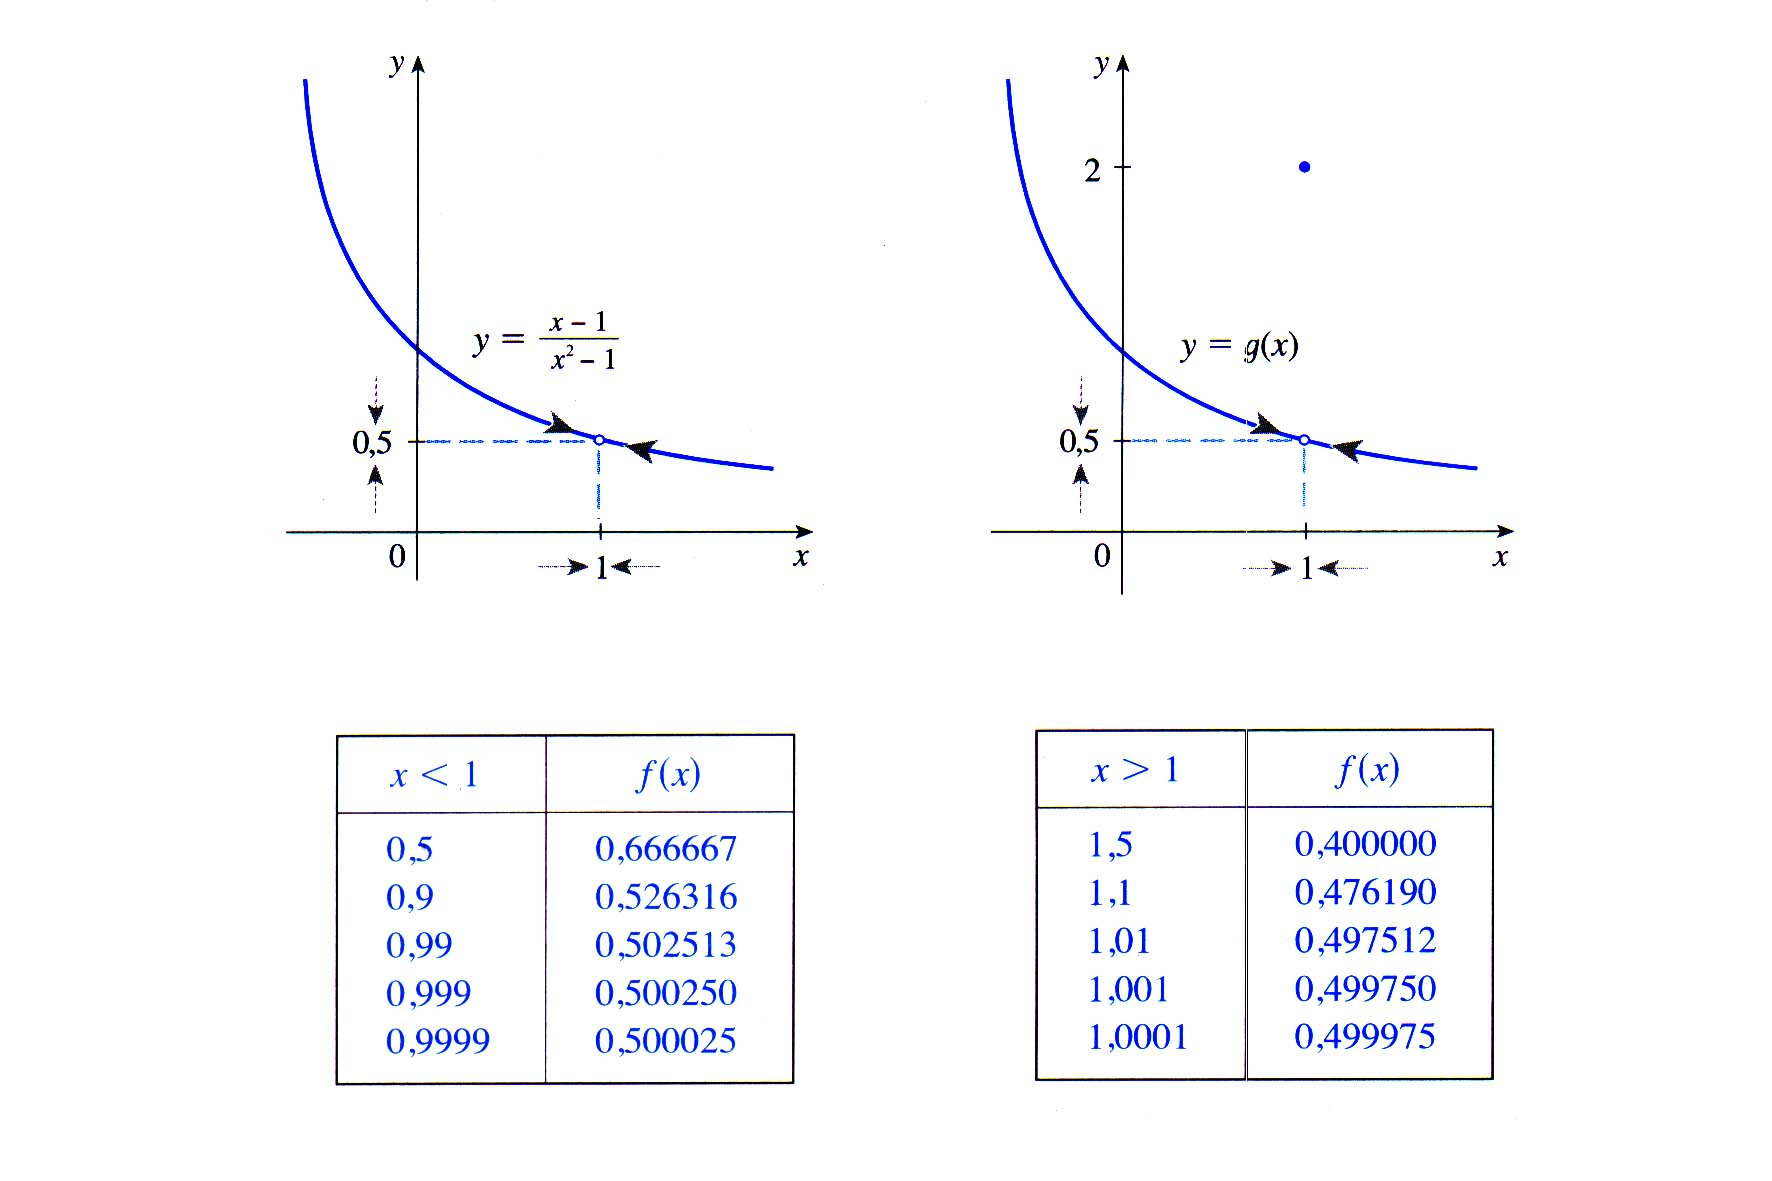 y
y = x – 1 / x² – 1
0,5
0
1
x
y
2
y = g(x)
0,5
0
1
x
x < 1 f(x)
0,5 0,666667
0,9 0,526316
0,99 0,502513
0,999 0,500250
0,9999 0,500025
x > 1 f(x)
1,5 0,400000
1,1 0,476190
1,01 0,497512
1,001 0,499750
1,0001 0,499975